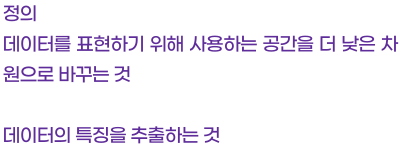 정의
데이터를 표현하기 위해 사용하는 공간을 더 낮은 차
원으로 바꾸는 것
데이터의 특징을 추출하는 것